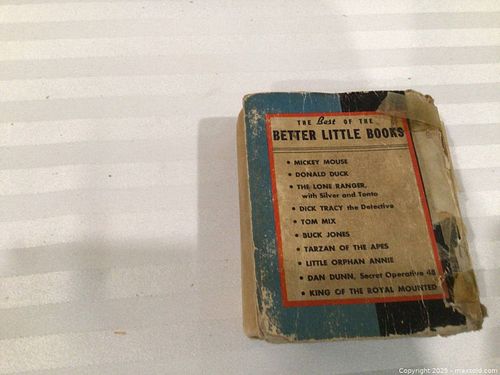 THE Best OF THE
BETTER LITTLE BOOKS
• MICKEY MOUSE
• DONALD DUCK
• THE LONE RANGER,
with Silver and Tonto
• DICK TRACY the Detective
• TOM MIX
• BUCK JONES
• TARZAN OF THE APES
• LITTLE ORPHAN ANNIE
• DAN DUNN, Secret Operative 48
• KING OF THE ROYAL MOUNTED
Copyright 2025 - maxsold.com